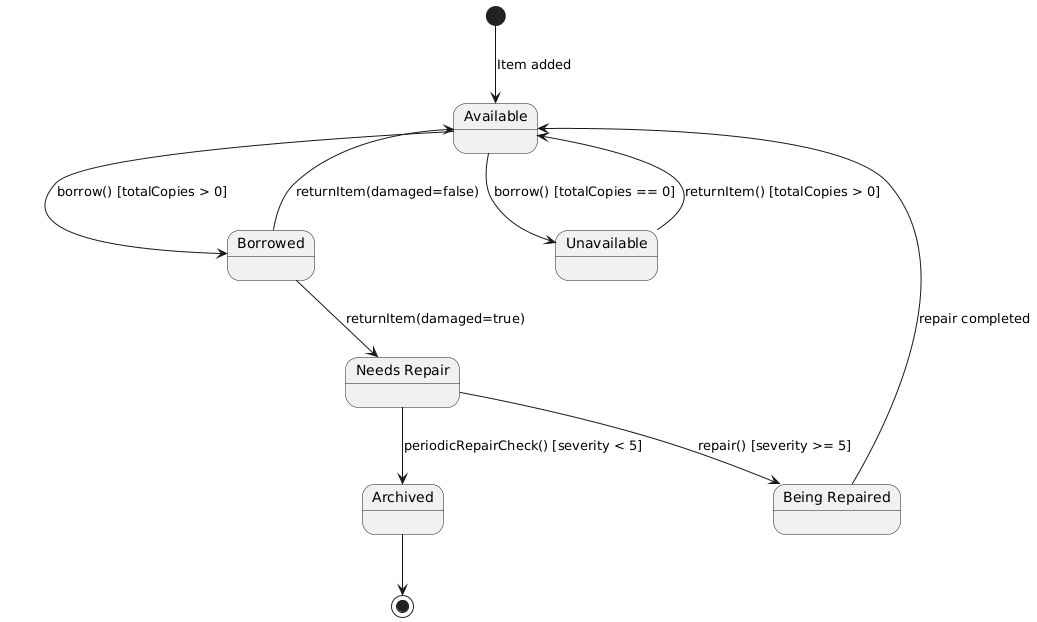 Item added
Available
borrow() [totalCopies > 0]
returnItem(damaged=false)
borrow() [totalCopies == 0]
returnItem() [totalCopies > 0]
Borrowed
Unavailable
returnItem(damaged=true)
repair completed
Needs Repair
periodicRepairCheck() [severity < 5]
repair() [severity >= 5]
Archived
Being Repaired